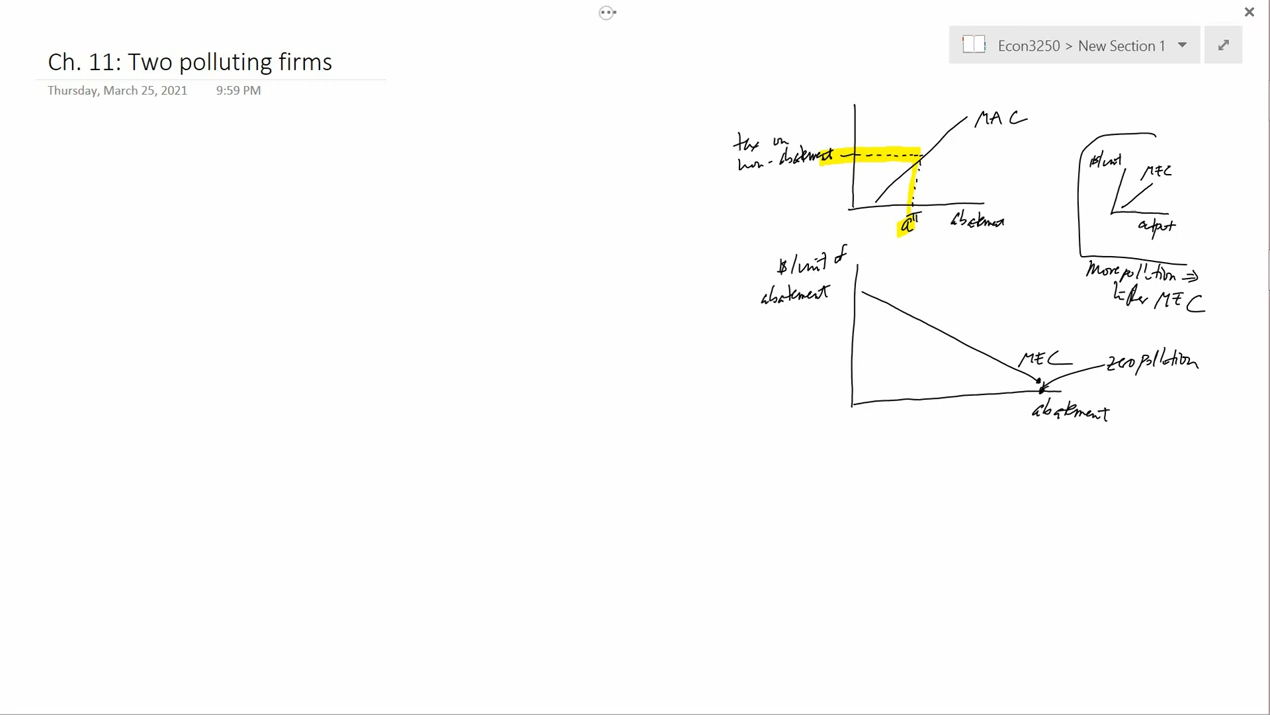 Ch. 11: Two polluting firms
Thursday, March 25, 2021 9:59 PM
Econ3250 > New Section 1
MAC
tax on
non-abatement
aπ
abatement
$/unit
MEC
output
More pollution ⇒
higher MEC
$/unit of
abatement
MEC
zero pollution
abatement